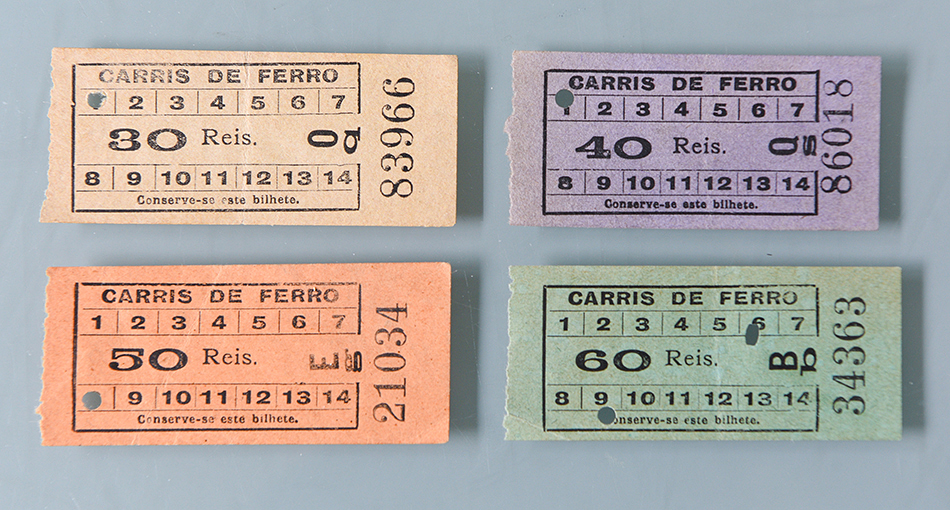 CARRIS DE FERRO
2 3 4 5 6 7
30 Reis. O q
8 9 10 11 12 13 14
Conserve-se este bilhete.
83966
CARRIS DE FERRO
1 2 3 4 5 6 7
40 Reis. Q s
8 9 10 11 12 13 14
Conserve-se este bilhete.
86018
CARRIS DE FERRO
1 2 3 4 5 6 7
50 Reis. E g
9 10 11 12 13 14
Conserve-se este bilhete.
21034
CARRIS DE FERRO
1 2 3 4 5 6 7
60 Reis. B b
8 9 10 11 12 13 14
este bilhete.
34363